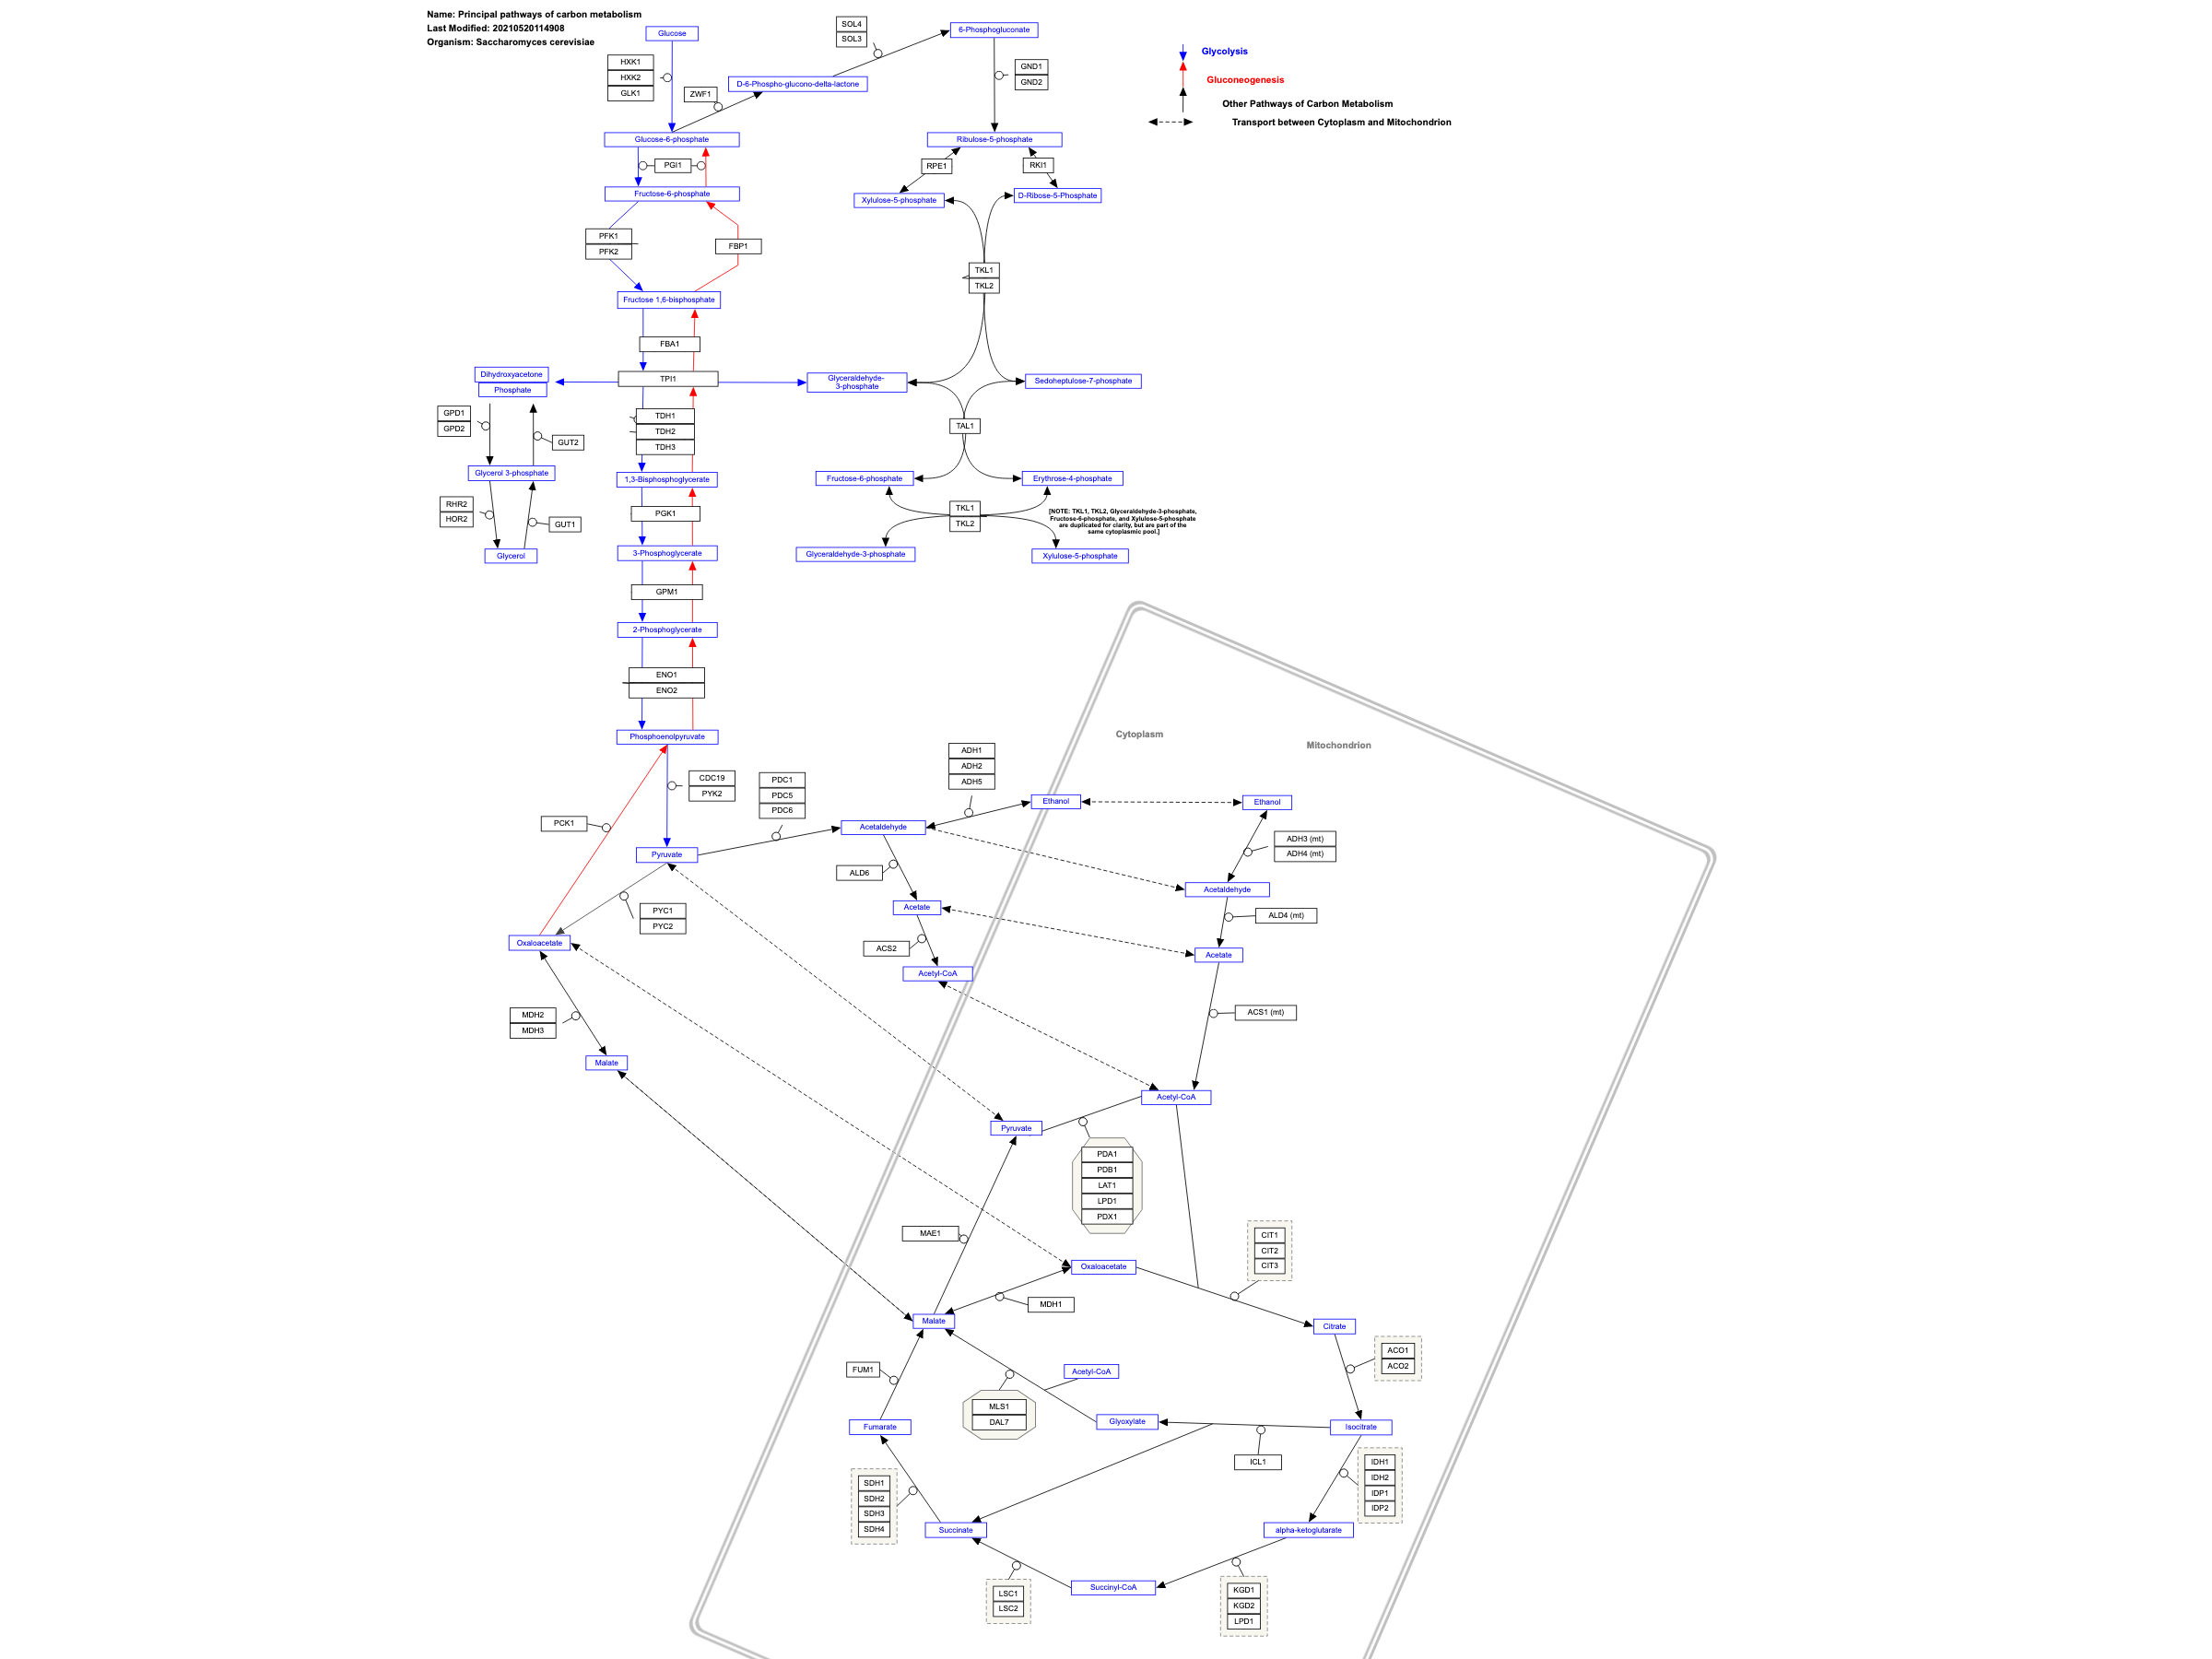 Name: Principal pathways of carbon metabolism
Last Modified: 20210520114908
Organism: Saccharomyces cerevisiae
Glucose
HXK1
HXK2
GLK1
ZWF1
D-6-Phospho-glucono-delta-lactone
SOL4
SOL3
6-Phosphogluconate
GND1
GND2
Glycolysis
Gluconeogenesis
Other Pathways of Carbon Metabolism
Transport between Cytoplasm and Mitochondrion
Glucose-6-phosphate
PGI1
Fructose-6-phosphate
PFK1
PFK2
FBP1
Fructose 1,6-bisphosphate
FBA1
Ribulose-5-phosphate
RPE1
RKI1
Xylulose-5-phosphate
D-Ribose-5-Phosphate
TKL1
TKL2
Dihydroxyacetone
Phosphate
TPI1
Glyceraldehyde-
3-phosphate
Sedoheptulose-7-phosphate
GPD1
GPD2
GUT2
TDH1
TDH2
TDH3
TAL1
Glycerol 3-phosphate
1,3-Bisphosphoglycerate
Fructose-6-phosphate
Erythrose-4-phosphate
RHR2
HOR2
GUT1
PGK1
TKL1
TKL2
[NOTE: TKL1, TKL2, Glyceraldehyde-3-phosphate,
Fructose-6-phosphate, and Xylulose-5-phosphate
are duplicated for clarity, but are part of the
same cytoplasmic pool.]
Glycerol
3-Phosphoglycerate
Glyceraldehyde-3-phosphate
Xylulose-5-phosphate
GPM1
2-Phosphoglycerate
ENO1
ENO2
Phosphoenolpyruvate
Cytoplasm
Mitochondrion
CDC19
PYK2
PDC1
PDC5
PDC6
ADH1
ADH2
ADH5
Ethanol
Ethanol
PCK1
Pyruvate
Acetaldehyde
ADH3 (mt)
ADH4 (mt)
ALD6
Acetaldehyde
PYC1
PYC2
Acetate
ALD4 (mt)
Oxaloacetate
ACS2
Acetate
Acetyl-CoA
MDH2
MDH3
ACS1 (mt)
Malate
Acetyl-CoA
Pyruvate
PDA1
PDB1
LAT1
LPD1
PDX1
MAE1
CIT1
CIT2
CIT3
Oxaloacetate
MDH1
Malate
Citrate
ACO1
ACO2
FUM1
Acetyl-CoA
MLS1
DAL7
Fumarate
Glyoxylate
Isocitrate
ICL1
IDH1
IDH2
IDP1
IDP2
SDH1
SDH2
SDH3
SDH4
Succinate
alpha-ketoglutarate
LSC1
LSC2
Succinyl-CoA
KGD1
KGD2
LPD1